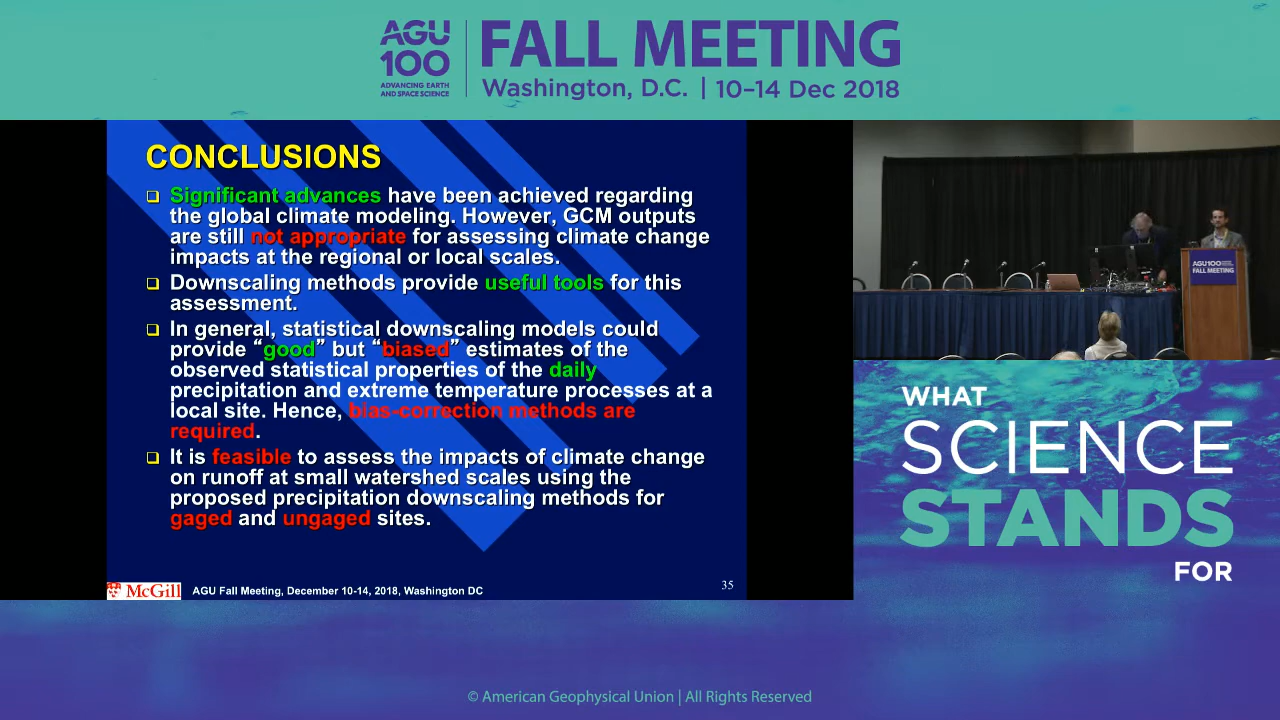 AGU
100
ADVANCING EARTH
AND SPACE SCIENCE
FALL MEETING
Washington, D.C. | 10–14 Dec 2018
CONCLUSIONS
Significant advances have been achieved regarding
the global climate modeling. However, GCM outputs
are still not appropriate for assessing climate change
impacts at the regional or local scales.
Downscaling methods provide useful tools for this
assessment.
In general, statistical downscaling models could
provide “good” but “biased” estimates of the
observed statistical properties of the daily
precipitation and extreme temperature processes at a
local site. Hence, bias-correction methods are
required.
It is feasible to assess the impacts of climate change
on runoff at small watershed scales using the
proposed precipitation downscaling methods for
gaged and ungaged sites.
McGill
AGU Fall Meeting, December 10-14, 2018, Washington DC
35
AGU100
FALL MEETING
WHAT
SCIENCE
STANDS
FOR
© American Geophysical Union | All Rights Reserved